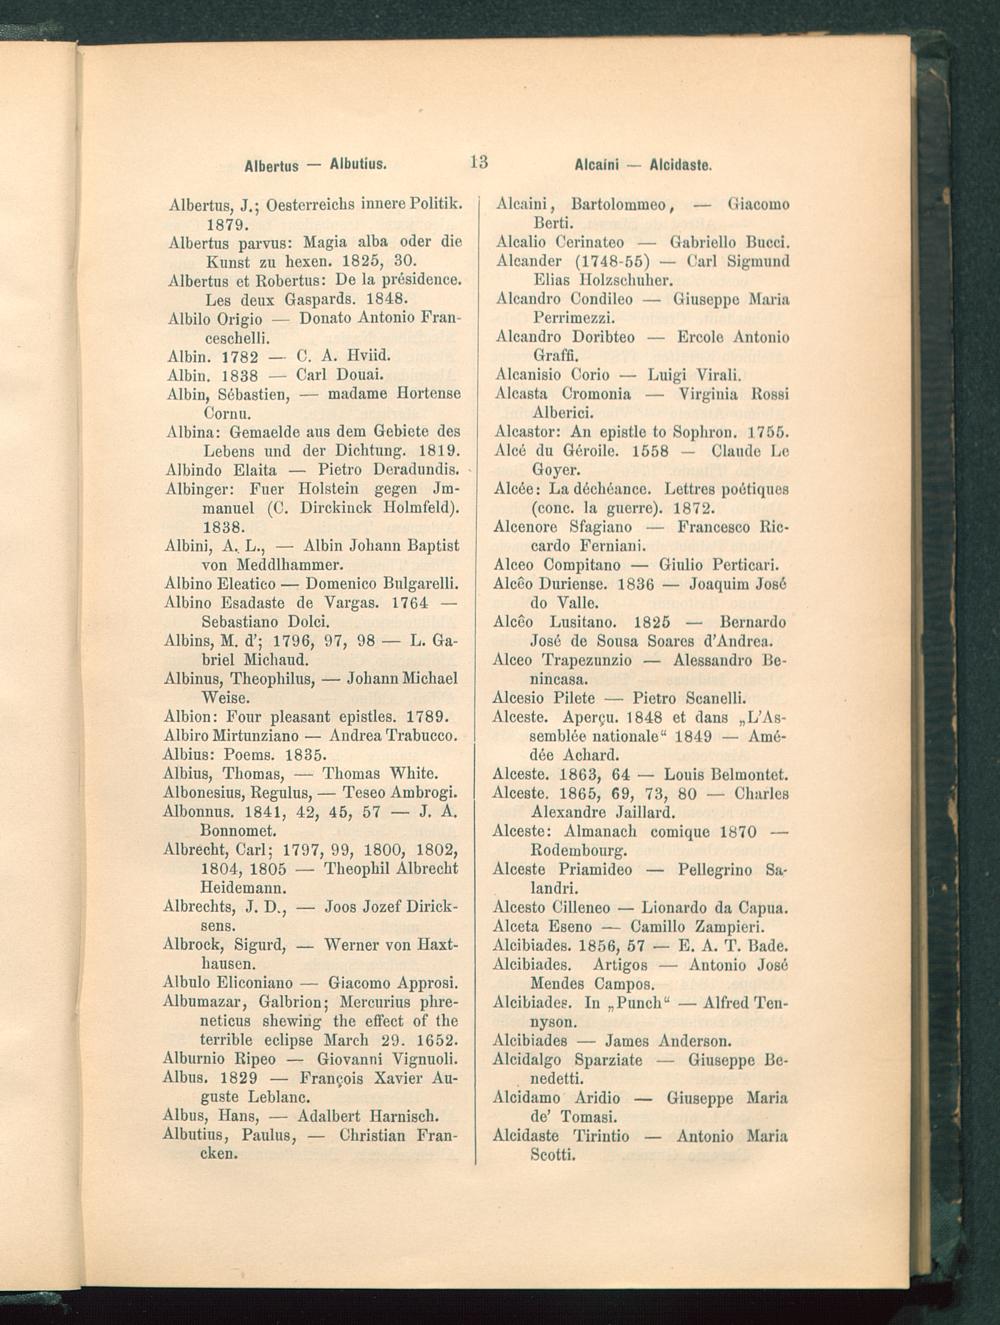 Albertus — Albutius.
13
Alcaini — Alcidaste.
Albertus, J.; Oesterreichs innere Politik.
1879.
Albertus parvus: Magia alba oder die
Kunst zu hexen. 1825, 30.
Albertus et Robertus: De la présidence.
Les deux Gaspards. 1848.
Albilo Origio — Donato Antonio Fran-
ceschelli.
Albin. 1782 — C. A. Hviid.
Albin. 1838 — Carl Douai.
Albin, Sébastien, — madame Hortense
Cornu.
Albina: Gemaelde aus dem Gebiete des
Lebens und der Dichtung. 1819.
Albindo Elaita — Pietro Deradundis.
Albinger: Fuer Holstein gegen Jm-
manuel (C. Dirckinck Holmfeld).
1838.
Albini, A. L., — Albin Johann Baptist
von Meddlhammer.
Albino Eleatico — Domenico Bulgarelli.
Albino Esadaste de Vargas. 1764 —
Sebastiano Dolci.
Albins, M. d'; 1796, 97, 98 — L. Ga-
briel Michaud.
Albinus, Theophilus, — Johann Michael
Weise.
Albion: Four pleasant epistles. 1789.
Albiro Mirtunziano — Andrea Trabucco.
Albius: Poems. 1835.
Albius, Thomas, — Thomas White.
Albonesius, Regulus, — Teseo Ambrogi.
Albonnus. 1841, 42, 45, 57 — J. A.
Bonnomet.
Albrecht, Carl; 1797, 99, 1800, 1802,
1804, 1805 — Theophil Albrecht
Heidemann.
Albrechts, J. D., — Joos Jozef Dirick-
sens.
Albrock, Sigurd, — Werner von Haxt-
hausen.
Albulo Eliconiano — Giacomo Approsi.
Albumazar, Galbrion; Mercurius phre-
neticus shewing the effect of the
terrible eclipse March 29. 1652.
Alburnio Ripeo — Giovanni Vignuoli.
Albus. 1829 — François Xavier Au-
guste Leblanc.
Albus, Hans, — Adalbert Harnisch.
Albutius, Paulus, — Christian Fran-
cken.
Alcaini, Bartolommeo, — Giacomo
Berti.
Alcalio Cerinateo — Gabriello Bucci.
Alcander (1748-55) — Carl Sigmund
Elias Holzschuher.
Alcandro Condileo — Giuseppe Maria
Perrimezzi.
Alcandro Doribteo — Ercole Antonio
Graffi.
Alcanisio Corio — Luigi Virali.
Alcasta Cromonia — Virginia Rossi
Alberici.
Alcastor: An epistle to Sophron. 1755.
Alcé du Géroile. 1558 — Claude Le
Goyer.
Alcée: La déchéance. Lettres poétiques
(conc. la guerre). 1872.
Alcenore Sfagiano — Francesco Ric-
cardo Ferniani.
Alceo Compitano — Giulio Perticari.
Alcêo Duriense. 1836 — Joaquim José
do Valle.
Alcêo Lusitano. 1825 — Bernardo
José de Sousa Soares d'Andrea.
Alceo Trapezunzio — Alessandro Be-
nincasa.
Alcesio Pilete — Pietro Scanelli.
Alceste. Aperçu. 1848 et dans „L'As-
semblée nationale“ 1849 — Amé-
dée Achard.
Alceste. 1863, 64 — Louis Belmontet.
Alceste. 1865, 69, 73, 80 — Charles
Alexandre Jaillard.
Alceste: Almanach comique 1870 —
Rodembourg.
Alceste Priamideo — Pellegrino Sa-
landri.
Alcesto Cilleneo — Lionardo da Capua.
Alceta Eseno — Camillo Zampieri.
Alcibiades. 1856, 57 — E. A. T. Bade.
Alcibiades. Artigos — Antonio José
Mendes Campos.
Alcibiades. In „Punch“ — Alfred Ten-
nyson.
Alcibiades — James Anderson.
Alcidalgo Sparziate — Giuseppe Be-
nedetti.
Alcidamo Aridio — Giuseppe Maria
de' Tomasi.
Alcidaste Tirintio — Antonio Maria
Scotti.